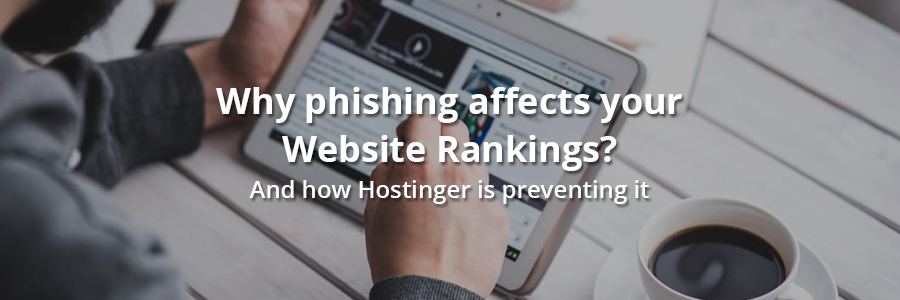 Why phishing affects your
Website Rankings?
And how Hostinger is preventing it